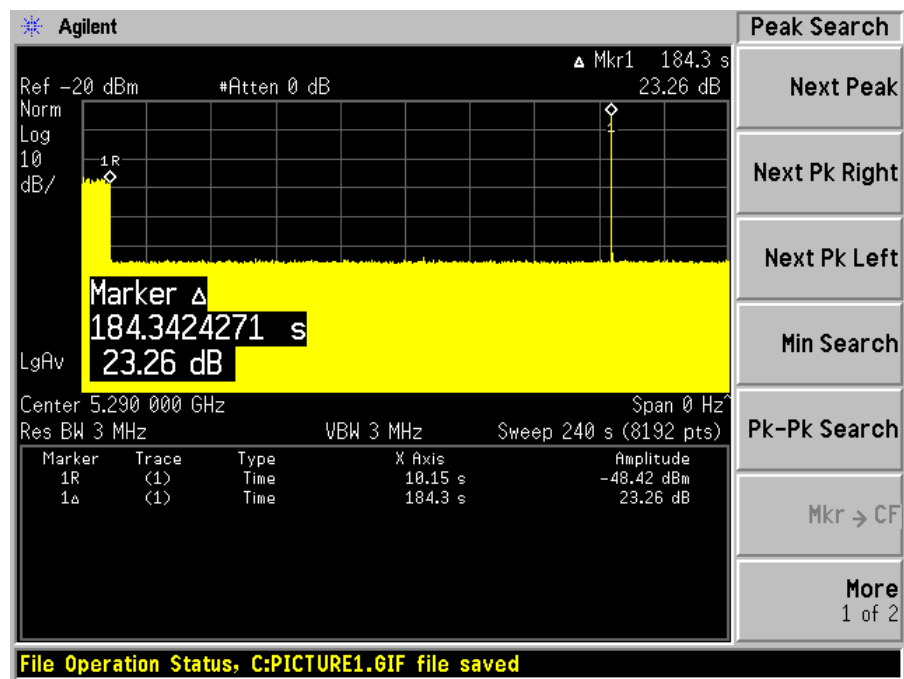 Agilent
Peak Search
Δ Mkr1 184.3 s
Ref -20 dBm #Atten 0 dB 23.26 dB
Norm
Log
10
dB/
1R
1
Marker Δ
184.3424271 s
23.26 dB
LgAv
Center 5.290 000 GHz Span 0 Hz^
Res BW 3 MHz VBW 3 MHz Sweep 240 s (8192 pts)
Marker Trace Type X Axis Amplitude
1R (1) Time 10.15 s -48.42 dBm
1Δ (1) Time 184.3 s 23.26 dB
Next Peak
Next Pk Right
Next Pk Left
Min Search
Pk-Pk Search
Mkr → CF
More
1 of 2
File Operation Status, C:PICTURE1.GIF file saved